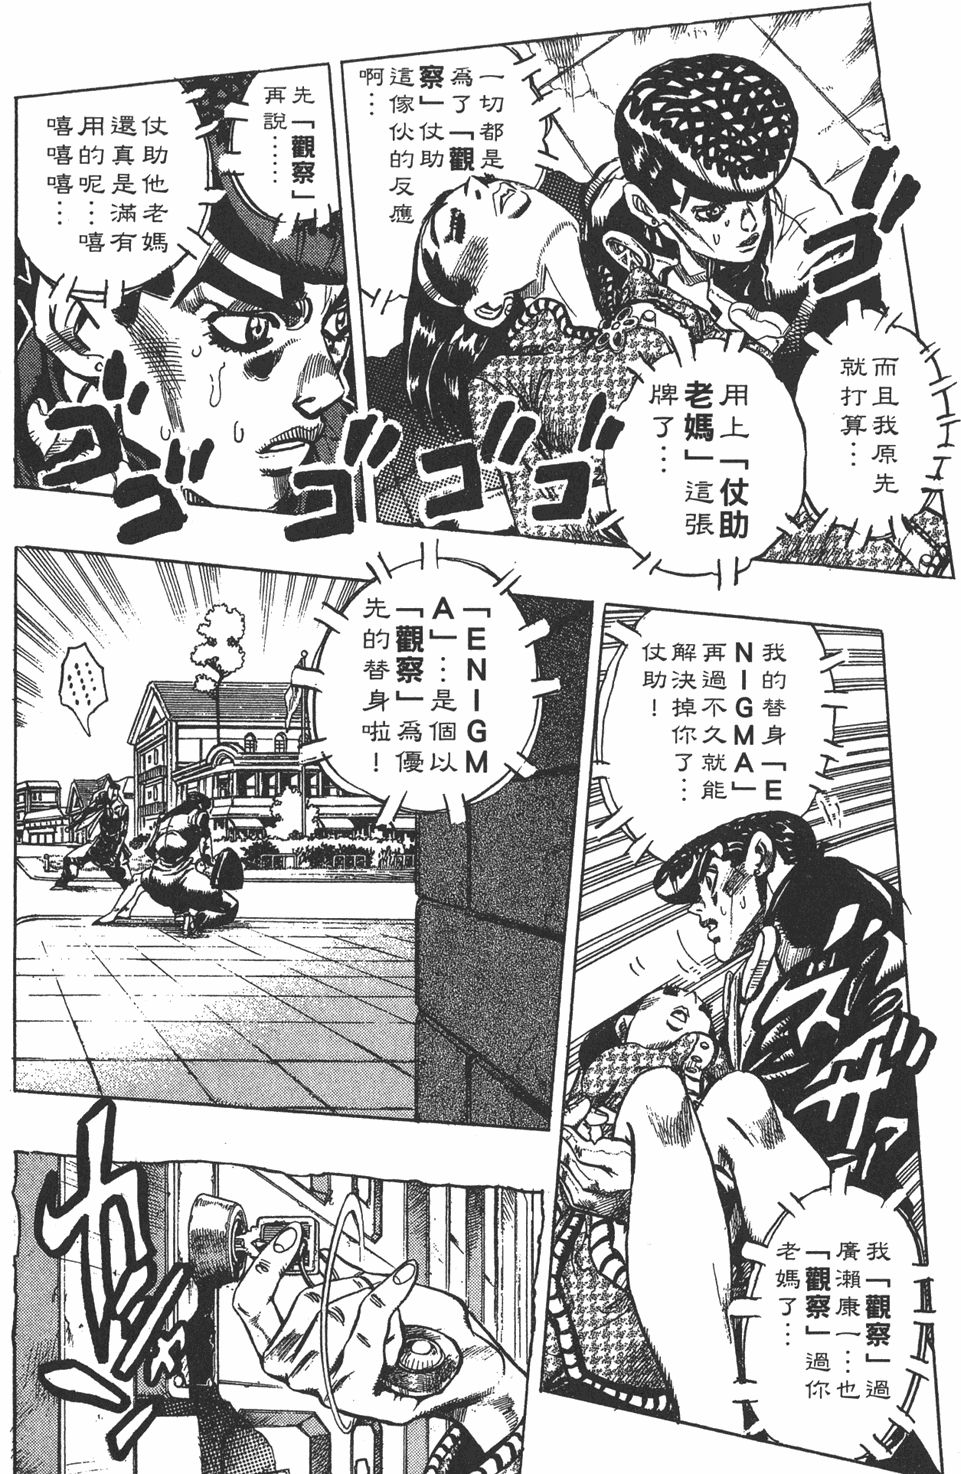 一切都是
為了「觀
察」仗助
這傢伙的反應
啊…
而且我原先
就打算…
用上「仗助
老媽」這張
牌了…
先「觀察」
再說……
仗…助他老媽
還真是滿有
用的呢…嘻
嘻嘻嘻…
ゴゴゴゴゴゴ
我的替身「E
NIGMA」
再過不久就能
解決掉你了…
仗助！
我「觀察」過
廣瀨康一…也
「觀察」過你
老媽了…
「ENIGM
A」…是個以
「觀察」為優
先的替身啦！